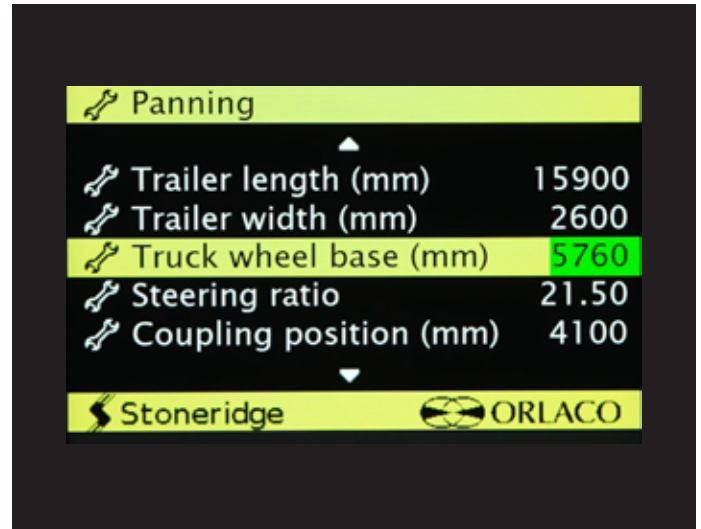 Panning
Trailer length (mm) 15900
Trailer width (mm) 2600
Truck wheel base (mm) 5760
Steering ratio 21.50
Coupling position (mm) 4100
Stoneridge ORLACO